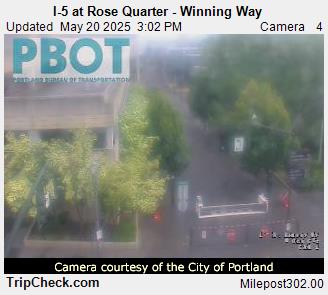 I-5 at Rose Quarter - Winning Way
Updated May 20 2025 3:02 PM Camera 4
PBOT
PORTLAND BUREAU OF TRANSPORTATION
Camera courtesy of the City of Portland
TripCheck.com Milepost302.00